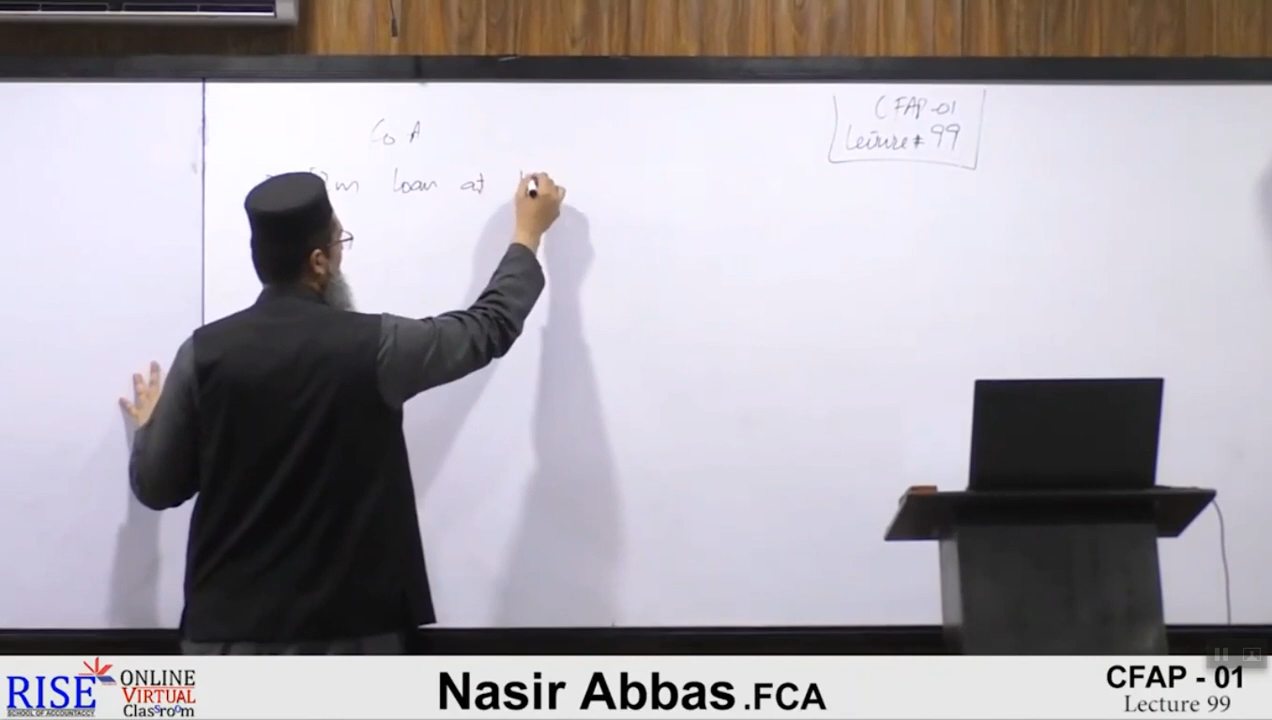 CFAP-01
Lecture # 99
Co A
m loan at
RISE
SCHOOL OF ACCOUNTACCY
ONLINE
VIRTUAL
Classroom
Nasir Abbas .FCA
CFAP - 01
Lecture 99